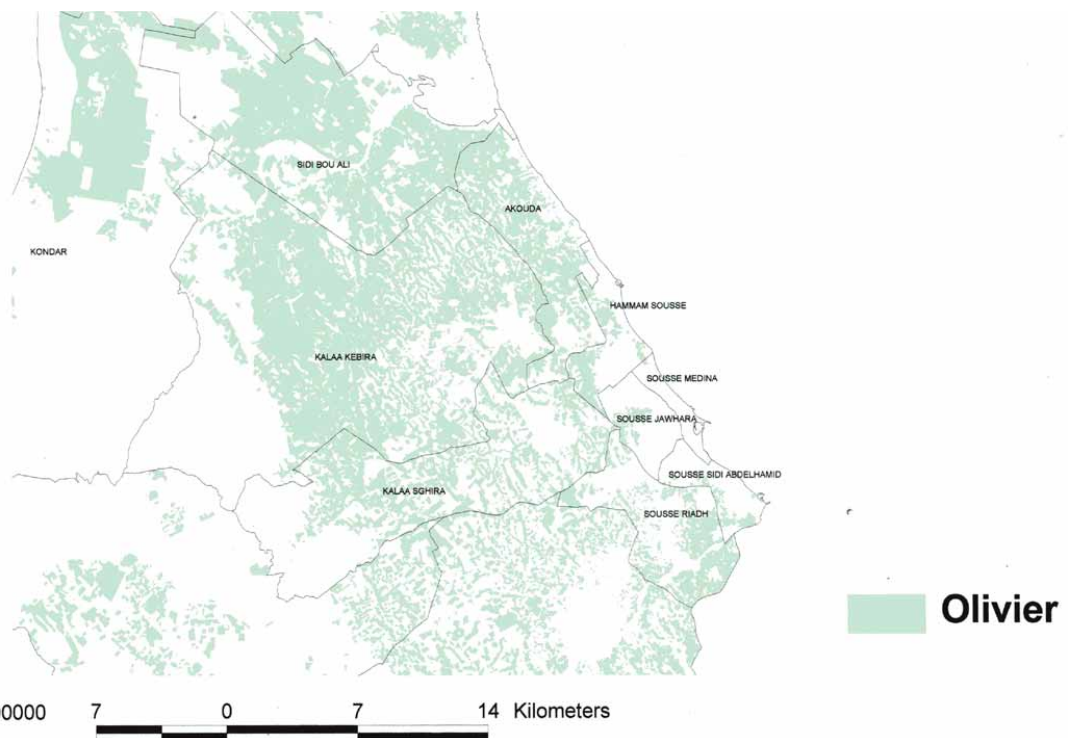 SIDI BOU ALI
AKOUDA
KONDAR
HAMMAM SOUSSE
KALAA KEBIRA
SOUSSE MEDINA
SOUSSE JAWHARA
SOUSSE SIDI ABDELHAMID
KALAA SGHIRA
SOUSSE RIADH
Olivier
00000 7 0 7 14 Kilometers